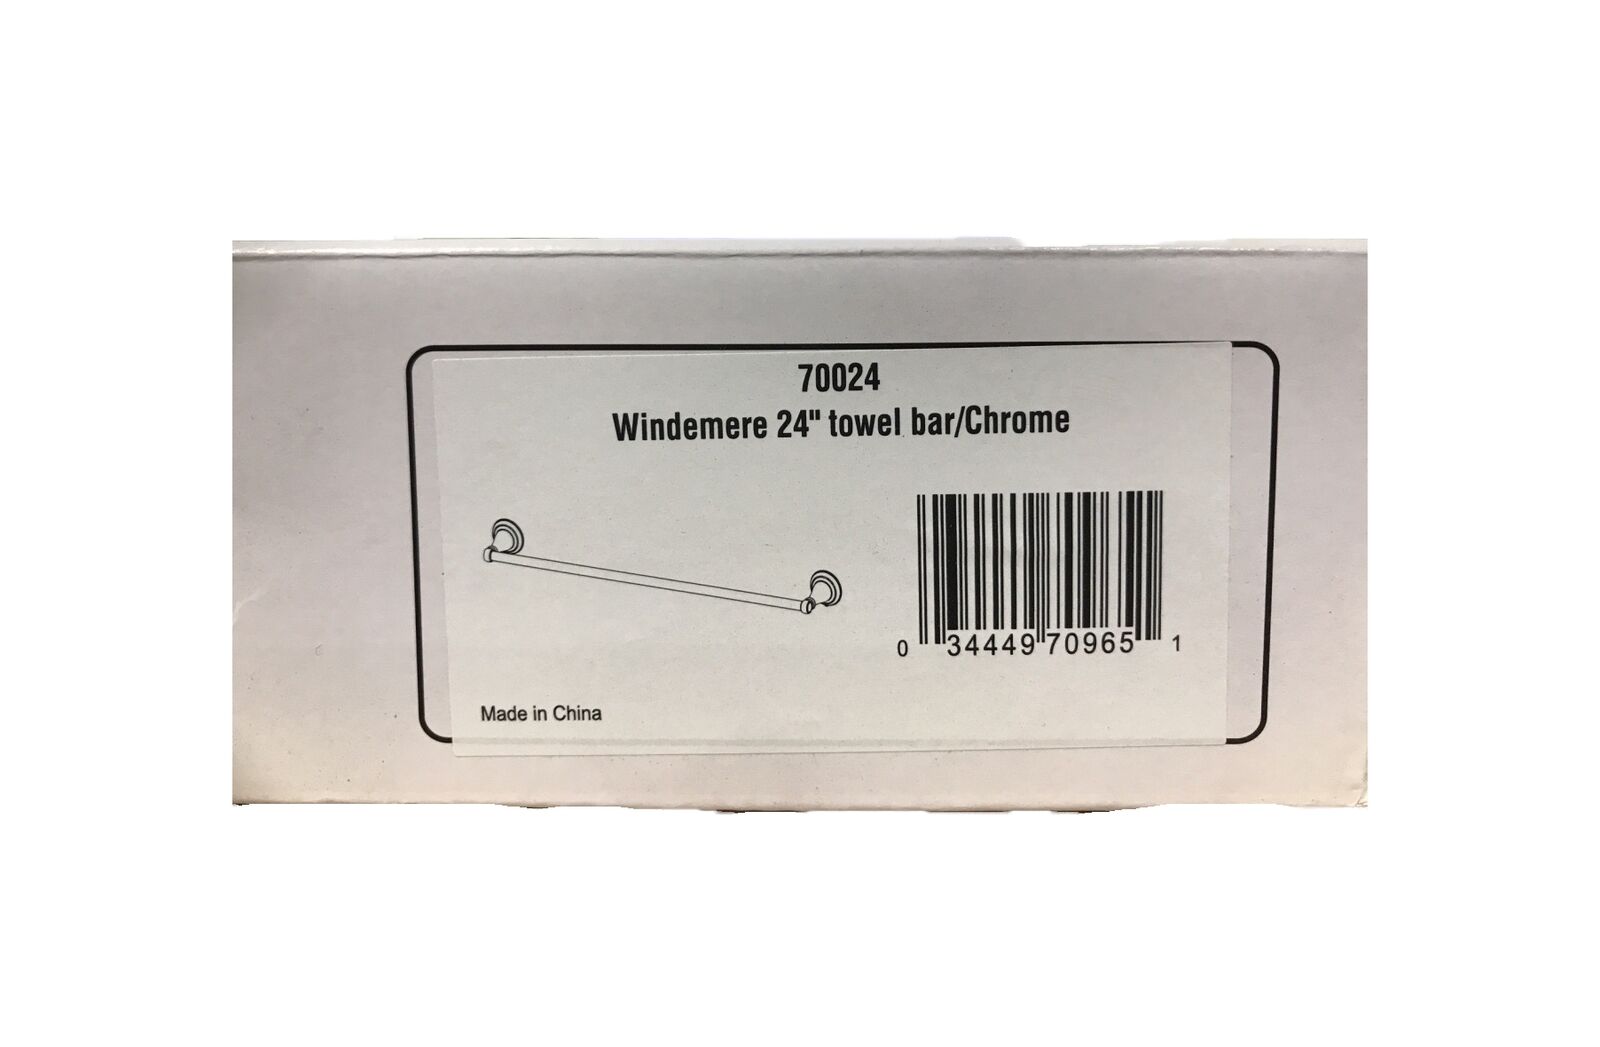 70024
Windemere 24" towel bar/Chrome
0 34449 70965 1
Made in China